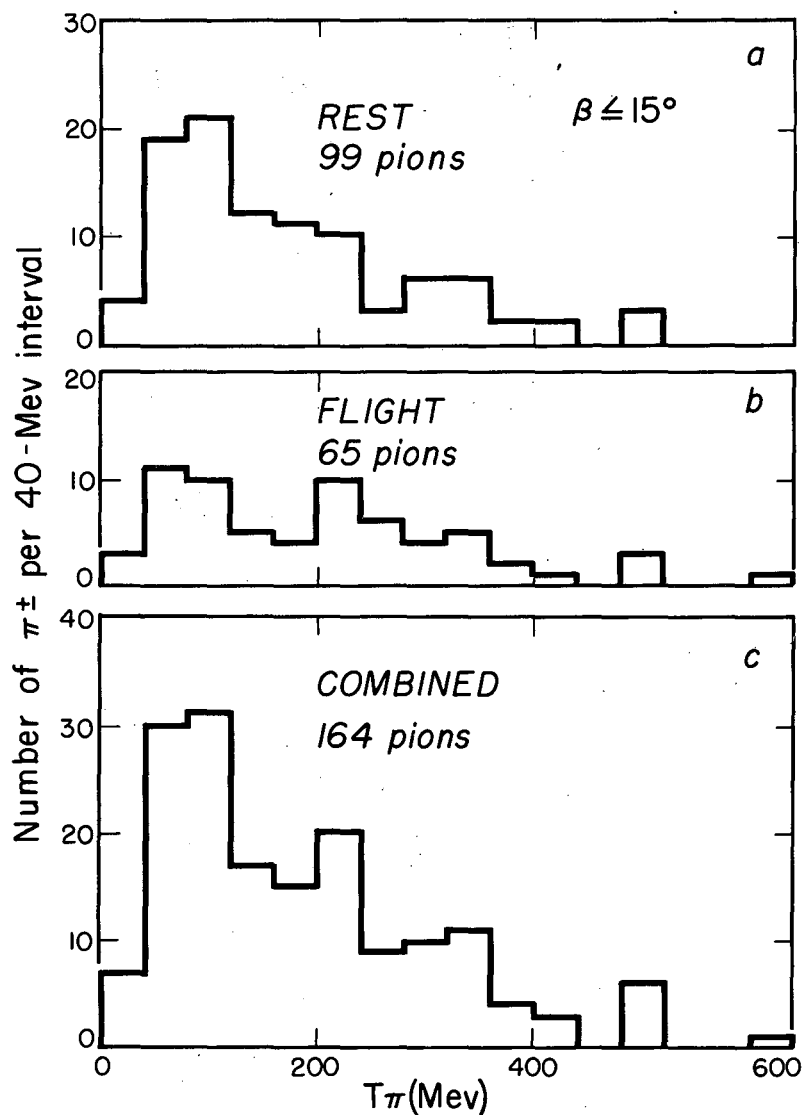 30
a
REST
β ≦ 15°
99 pions
20
10
0
20
b
FLIGHT
65 pions
10
0
40
c
COMBINED
164 pions
30
20
10
0
0 200 400 600
Tπ(Mev)
Number of π± per 40-Mev interval